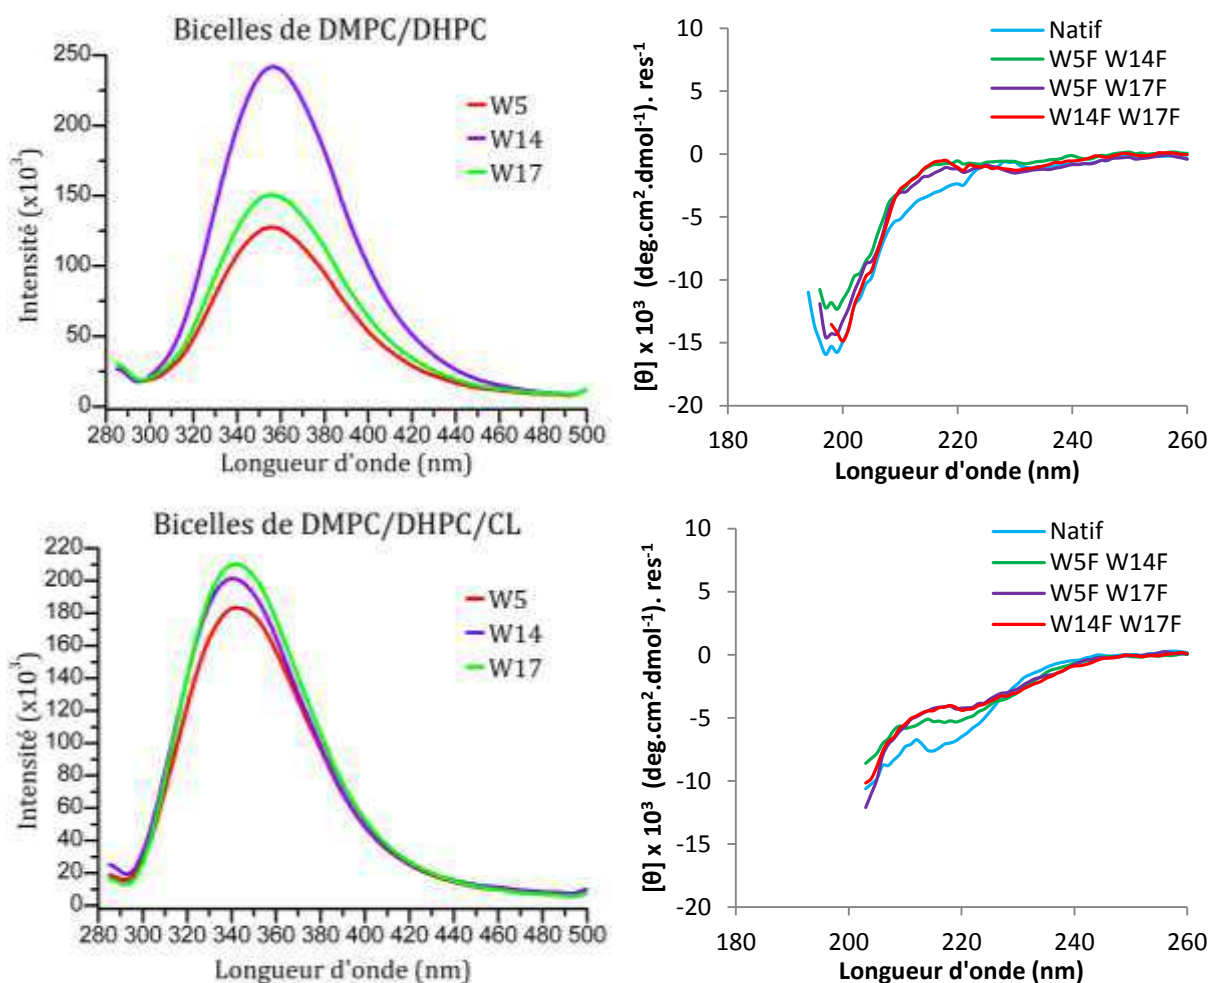 Bicelles de DMPC/DHPC
Intensité (x10³)
250
200
150
100
50
0
W5
W14
W17
280 300 320 340 360 380 400 420 440 460 480 500
Longueur d'onde (nm)
[θ] x 10³ (deg.cm².dmol⁻¹). res⁻¹
10
5
0
-5
-10
-15
-20
Natif
W5F W14F
W5F W17F
W14F W17F
180 200 220 240 260
Longueur d'onde (nm)
Bicelles de DMPC/DHPC/CL
Intensité (x10³)
220
200
180
160
140
120
100
80
60
40
20
0
W5
W14
W17
280 300 320 340 360 380 400 420 440 460 480 500
Longueur d'onde (nm)
[θ] x 10³ (deg.cm².dmol⁻¹). res⁻¹
10
5
0
-5
-10
-15
-20
Natif
W5F W14F
W5F W17F
W14F W17F
180 200 220 240 260
Longueur d'onde (nm)